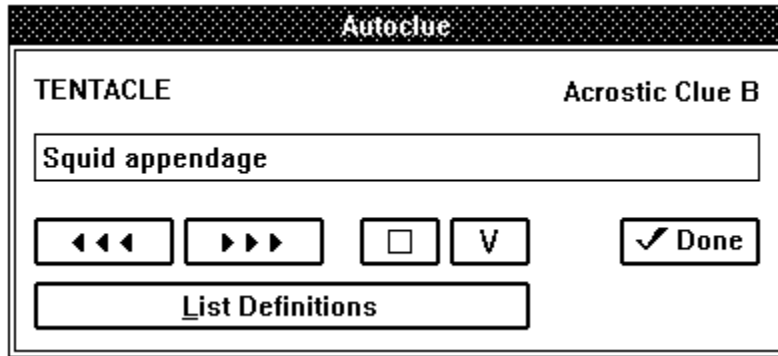 Autoclue
TENTACLE Acrostic Clue B
Squid appendage
V Done
List Definitions